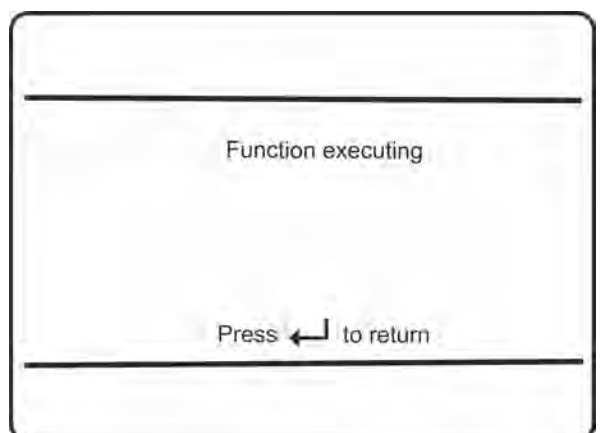 Function executing
Press ↵ to return